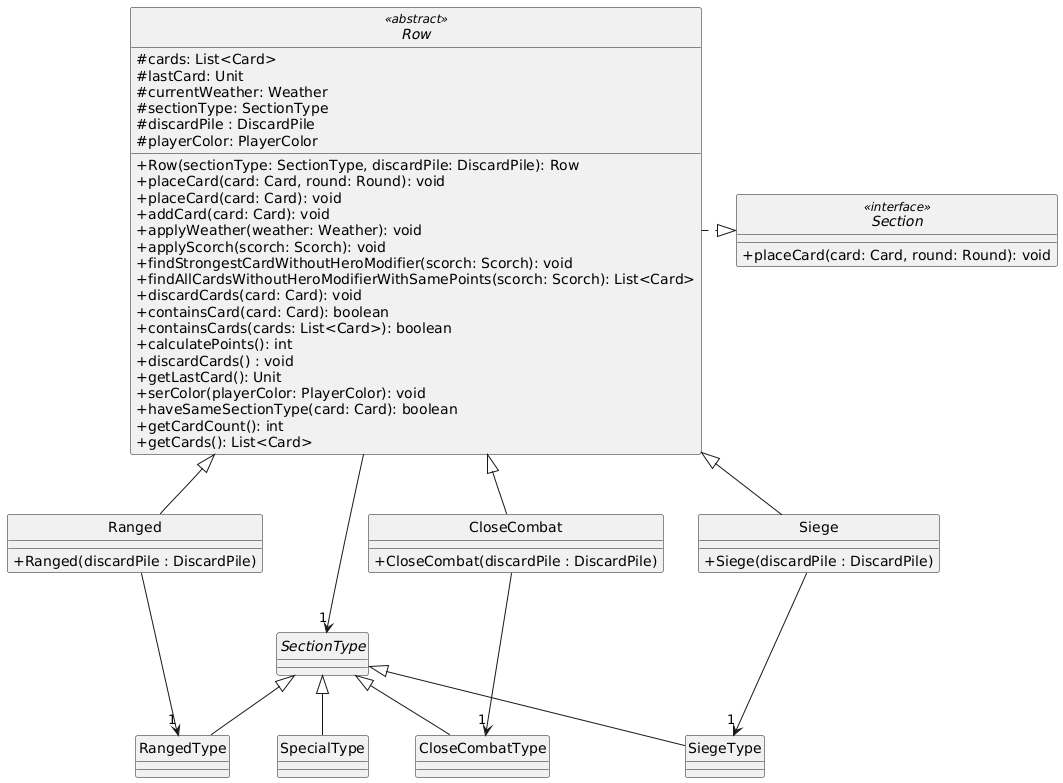 «abstract»
Row
#cards: List<Card>
#lastCard: Unit
#currentWeather: Weather
#sectionType: SectionType
#discardPile : DiscardPile
#playerColor: PlayerColor
+Row(sectionType: SectionType, discardPile: DiscardPile): Row
+placeCard(card: Card, round: Round): void
+placeCard(card: Card): void
+addCard(card: Card): void
+applyWeather(weather: Weather): void
+applyScorch(scorch: Scorch): void
+findStrongestCardWithoutHeroModifier(scorch: Scorch): void
+findAllCardsWithoutHeroModifierWithSamePoints(scorch: Scorch): List<Card>
+discardCards(card: Card): void
+containsCard(card: Card): boolean
+containsCards(cards: List<Card>): boolean
+calculatePoints(): int
+discardCards() : void
+getLastCard(): Unit
+serColor(playerColor: PlayerColor): void
+haveSameSectionType(card: Card): boolean
+getCardCount(): int
+getCards(): List<Card>
«interface»
Section
+placeCard(card: Card, round: Round): void
Ranged
+Ranged(discardPile : DiscardPile)
CloseCombat
+CloseCombat(discardPile : DiscardPile)
Siege
+Siege(discardPile : DiscardPile)
1
SectionType
1
1
1
RangedType
SpecialType
CloseCombatType
SiegeType